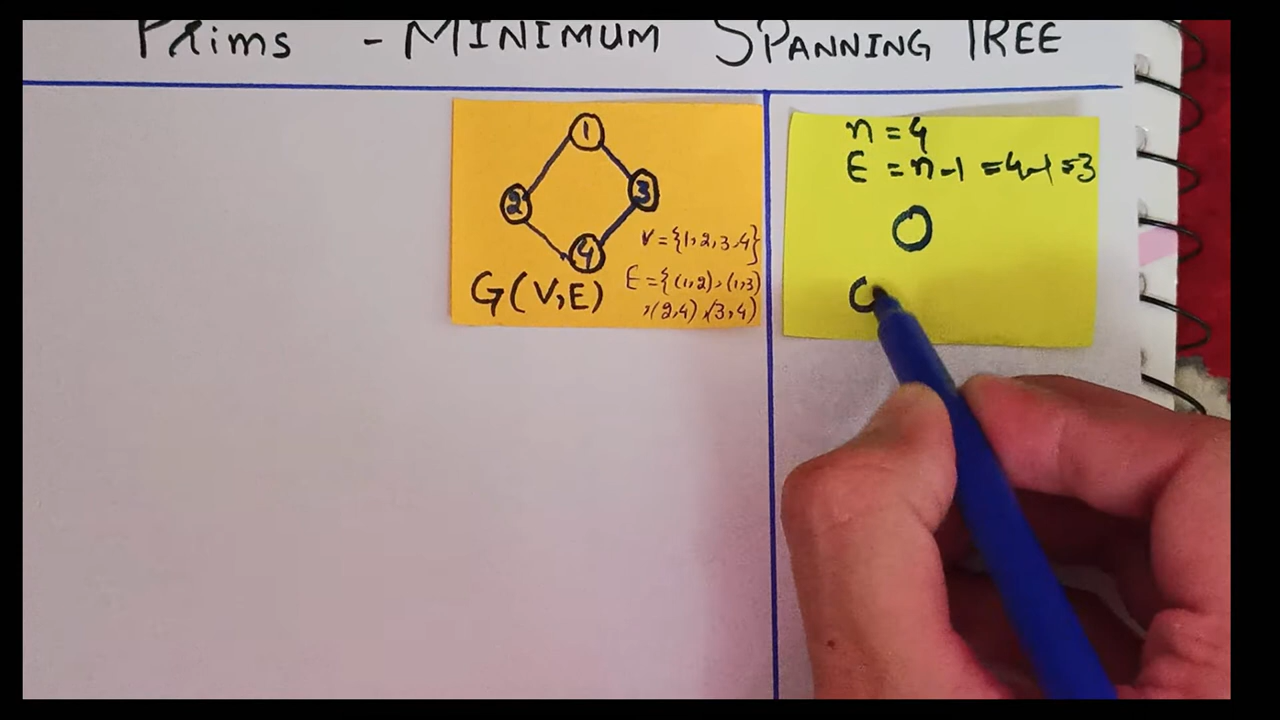 Prims - MINIMUM SPANNING TREE
1
2 3
4
V={1,2,3,4}
E={(1,2),(1,3)
,(2,4),(3,4)
G(V,E)
n=4
E=n-1=4-1=3